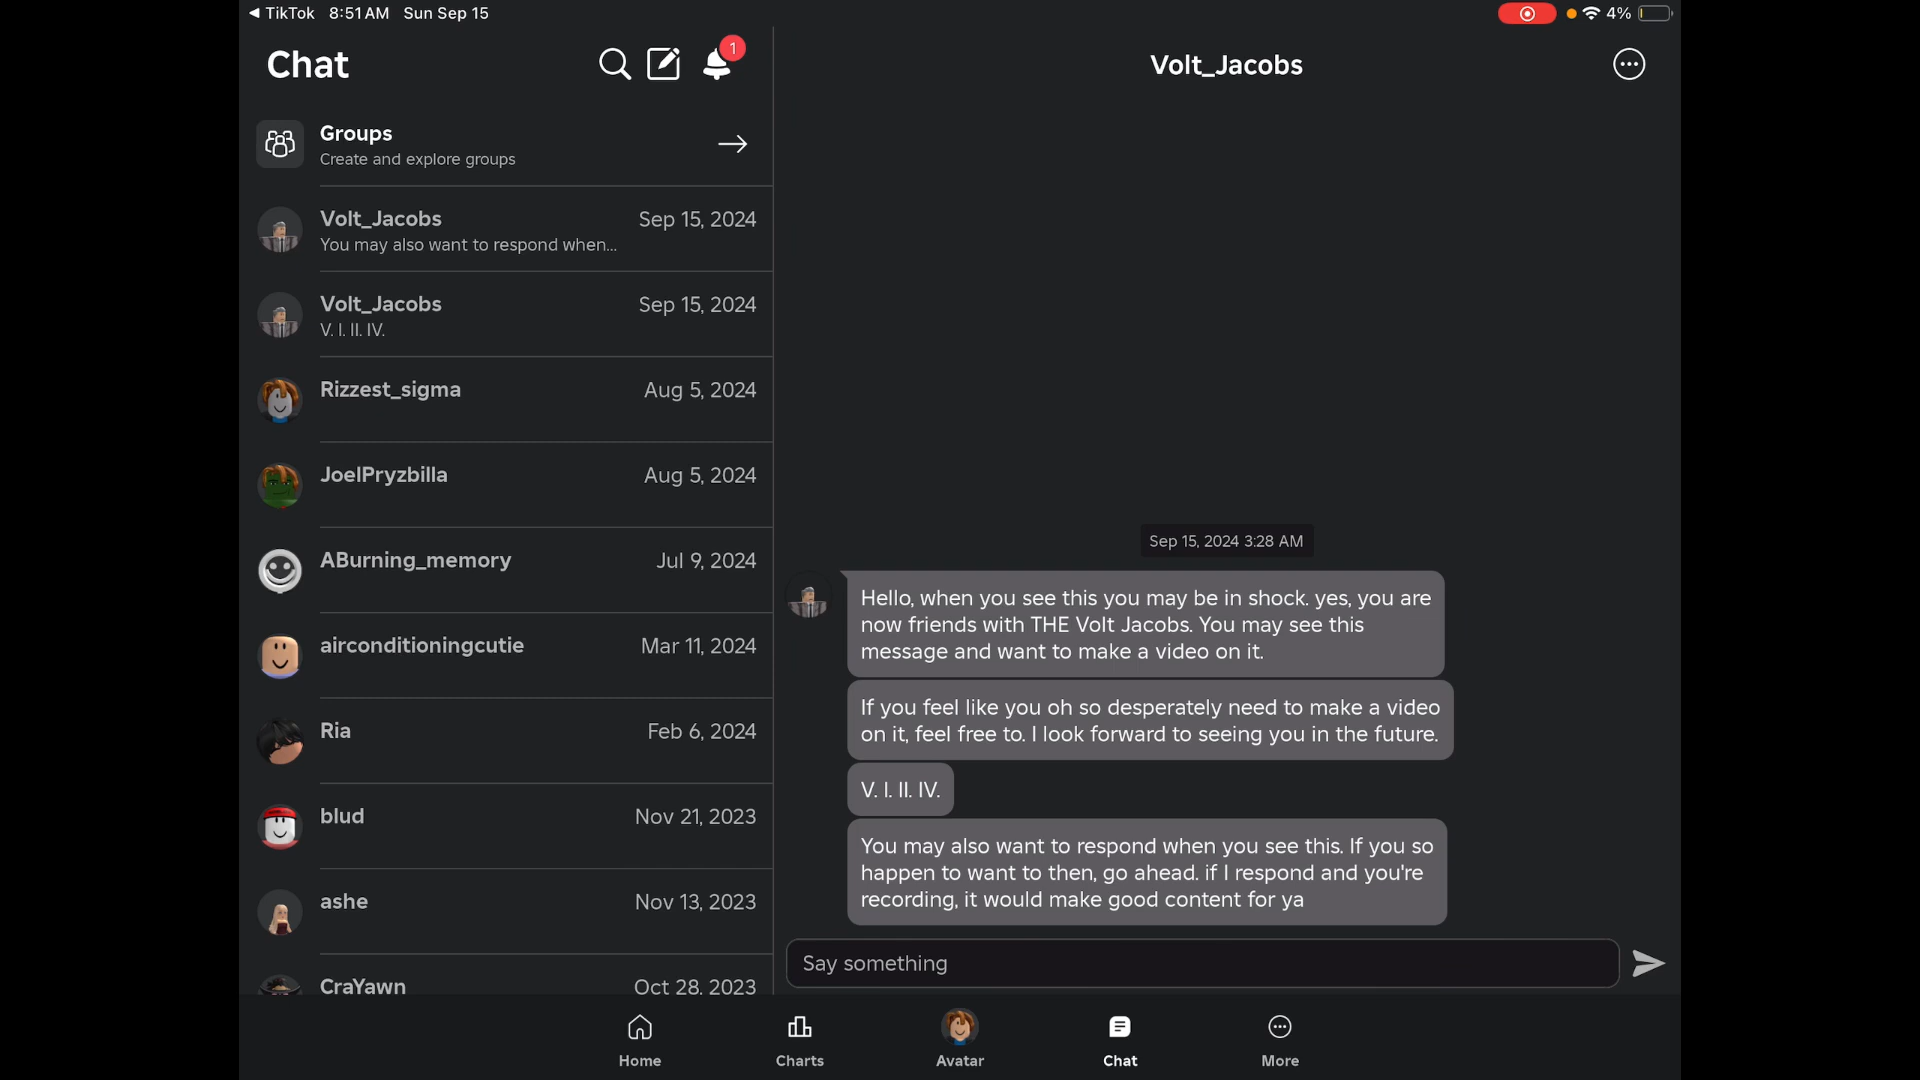 ◀ TikTok 8:51 AM Sun Sep 15
4%
Chat
1
Groups
Create and explore groups
Volt_Jacobs
Sep 15, 2024
You may also want to respond when...
Volt_Jacobs
Sep 15, 2024
V. I. II. IV.
Rizzest_sigma
Aug 5, 2024
JoelPryzbilla
Aug 5, 2024
ABurning_memory
Jul 9, 2024
airconditioningcutie
Mar 11, 2024
Ria
Feb 6, 2024
blud
Nov 21, 2023
ashe
Nov 13, 2023
CraYawn
Oct 28, 2023
Volt_Jacobs
Sep 15, 2024 3:28 AM
Hello, when you see this you may be in shock. yes, you are
now friends with THE Volt Jacobs. You may see this
message and want to make a video on it.
If you feel like you oh so desperately need to make a video
on it, feel free to. I look forward to seeing you in the future.
V. I. II. IV.
You may also want to respond when you see this. If you so
happen to want to then, go ahead. if I respond and you're
recording, it would make good content for ya
Say something
Home
Charts
Avatar
Chat
More